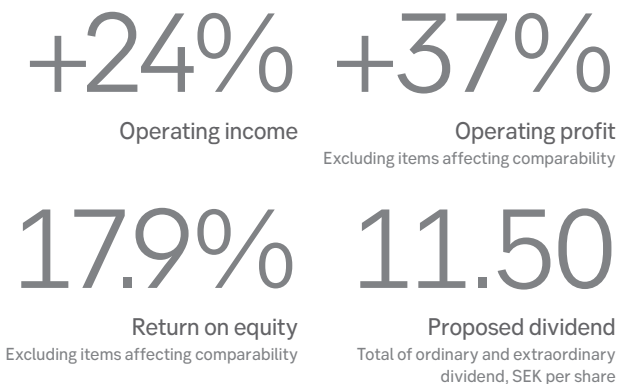 +24%
Operating income
+37%
Operating profit
Excluding items affecting comparability
17.9%
Return on equity
Excluding items affecting comparability
11.50
Proposed dividend
Total of ordinary and extraordinary
dividend, SEK per share